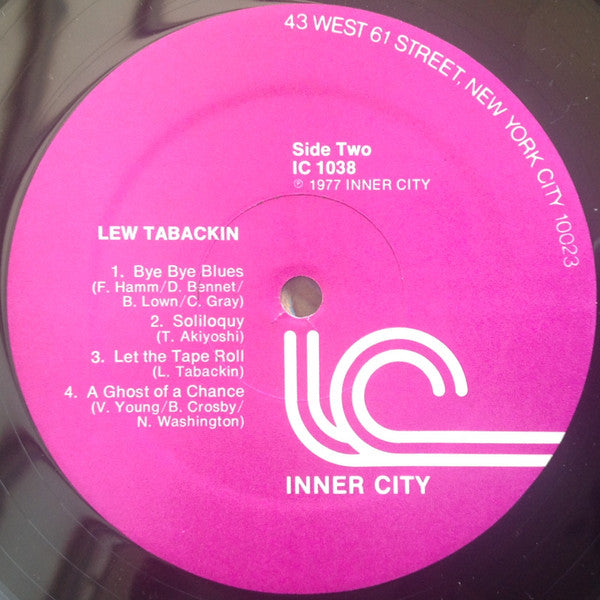 43 WEST 61 STREET, NEW YORK CITY 10023
Side Two
IC 1038
℗ 1977 INNER CITY
LEW TABACKIN
1. Bye Bye Blues
(F. Hamm/D. Bennet/
B. Lown/C. Gray)
2. Soliloquy
(T. Akiyoshi)
3. Let the Tape Roll
(L. Tabackin)
4. A Ghost of a Chance
(V. Young/B. Crosby/
N. Washington)
IC
INNER CITY